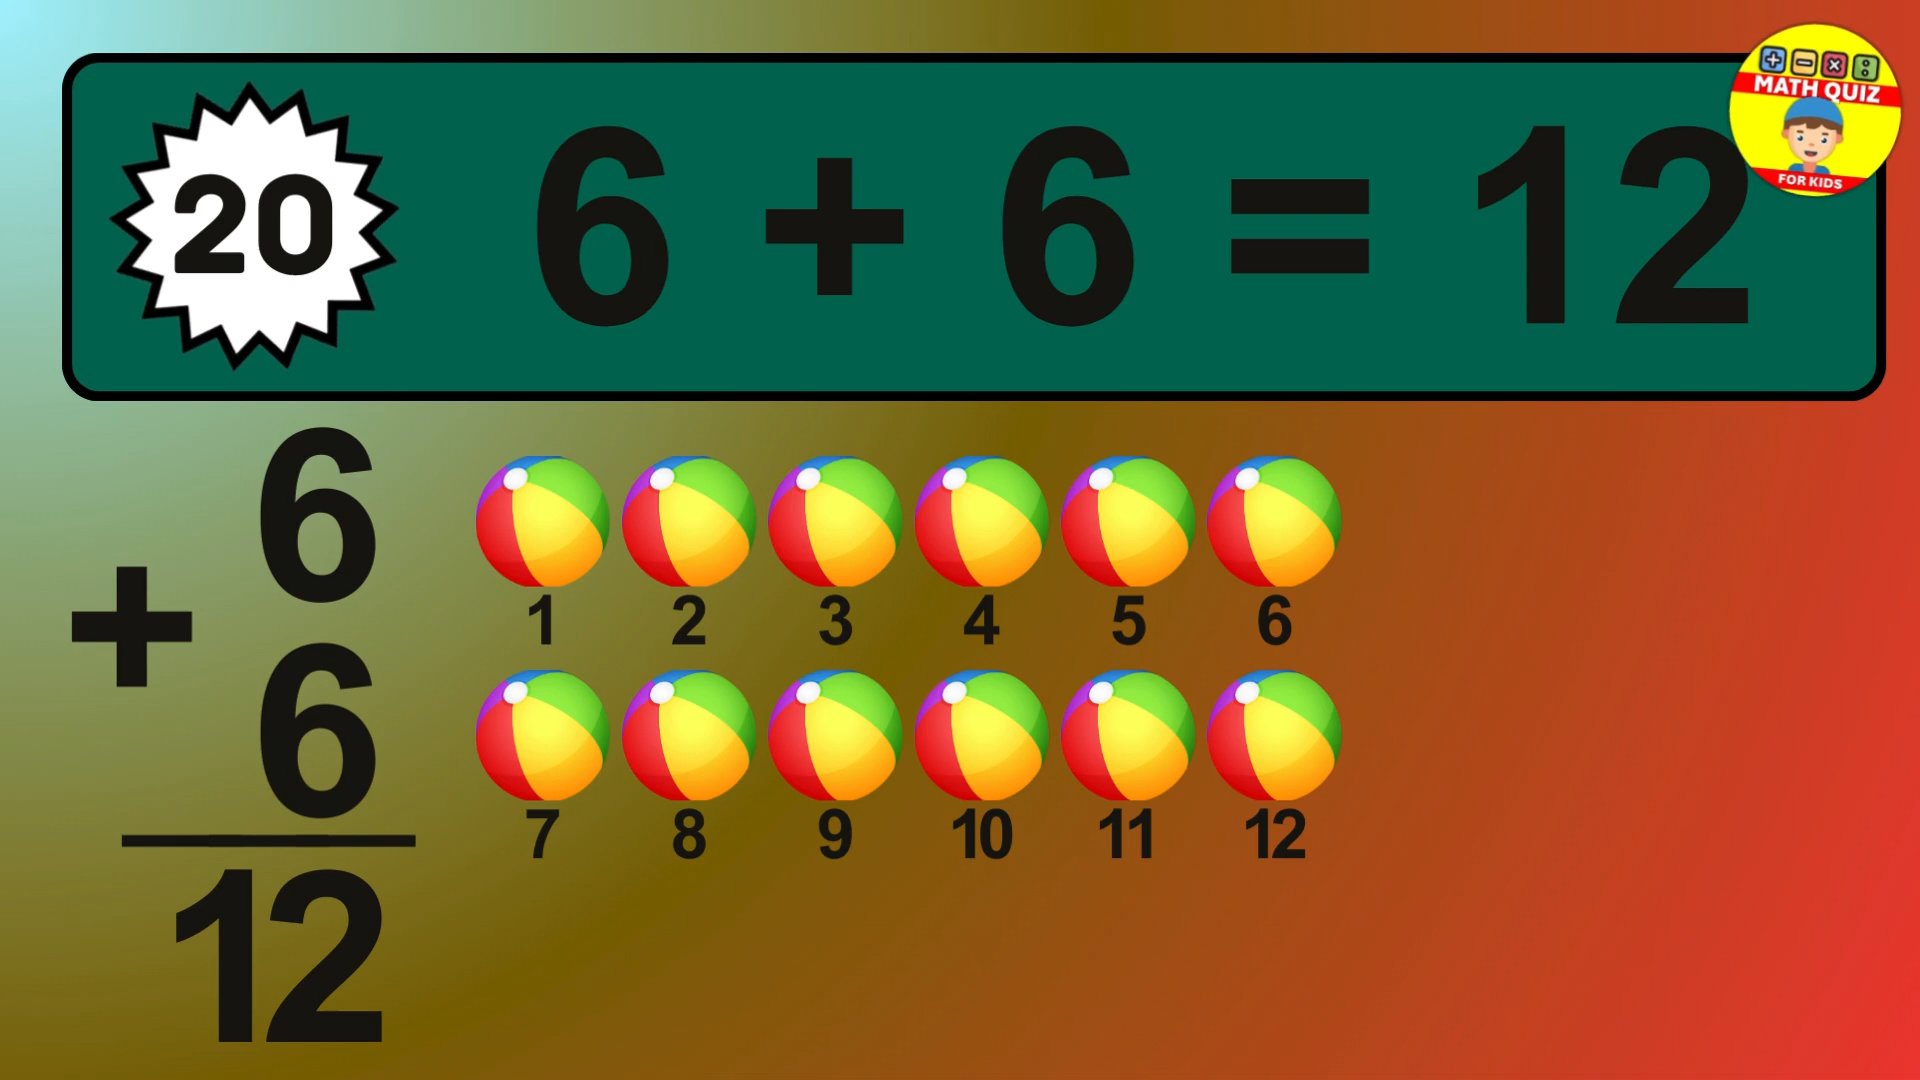 20
6 + 6 = 12
+ − × ÷
MATH QUIZ
FOR KIDS
6
1 2 3 4 5 6
+
6
7 8 9 10 11 12
12